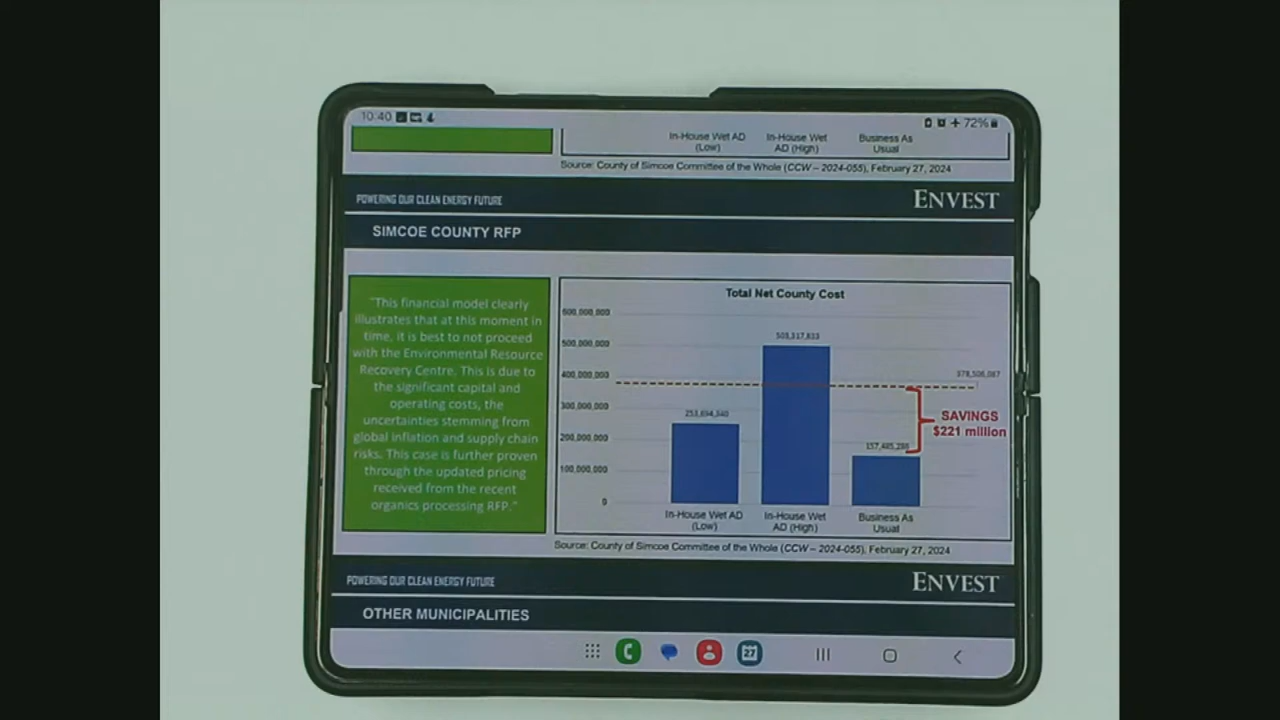 10:40
72%
In-House Wet AD (Low)
In-House Wet AD (High)
Business As Usual
Source: County of Simcoe Committee of the Whole (CCW – 2024-055), February 27, 2024
POWERING OUR CLEAN ENERGY FUTURE
ENVEST
SIMCOE COUNTY RFP
"This financial model clearly
illustrates that at this moment in
time, it is best to not proceed
with the Environmental Resource
Recovery Centre. This is due to
the significant capital and
operating costs, the
uncertainties stemming from
global inflation and supply chain
risks. This case is further proven
through the updated pricing
received from the recent
organics processing RFP."
Total Net County Cost
600,000,000
500,000,000
400,000,000
300,000,000
200,000,000
100,000,000
0
503,317,833
378,506,087
SAVINGS
$221 million
In-House Wet AD
(Low)
In-House Wet
AD (High)
Business As
Usual
Source: County of Simcoe Committee of the Whole (CCW – 2024-055), February 27, 2024
POWERING OUR CLEAN ENERGY FUTURE
ENVEST
OTHER MUNICIPALITIES
27